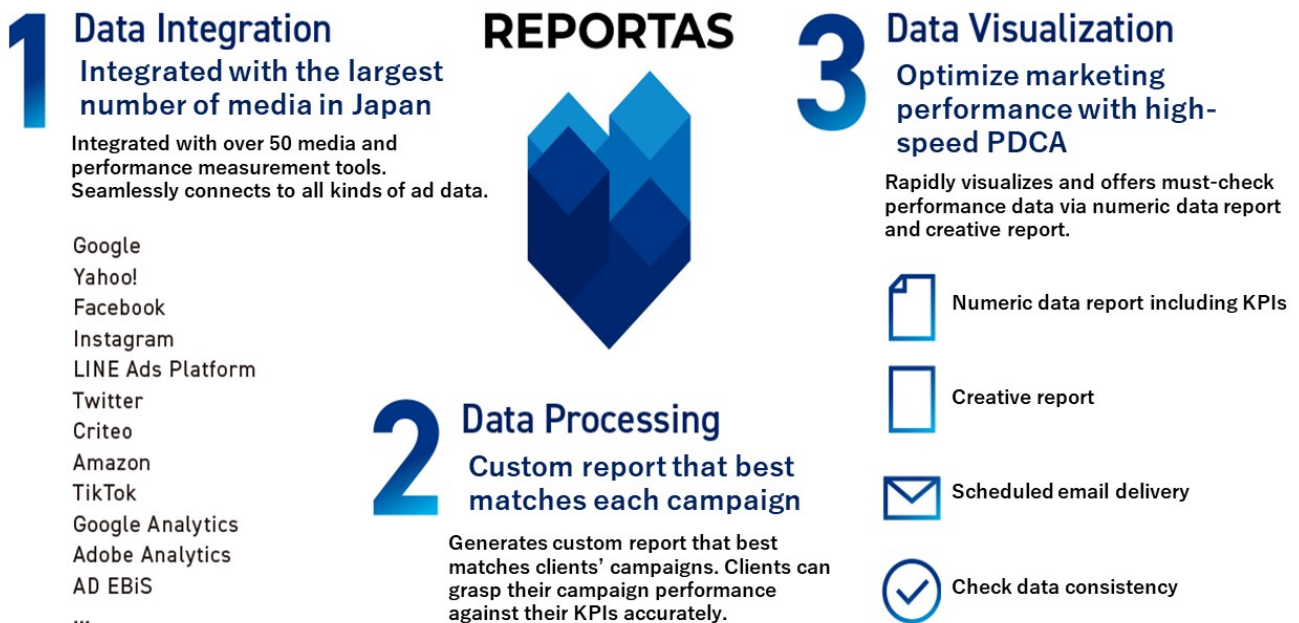 REPORTAS
1
Data Integration
Integrated with the largest
number of media in Japan
Integrated with over 50 media and
performance measurement tools.
Seamlessly connects to all kinds of ad data.
Google
Yahoo!
Facebook
Instagram
LINE Ads Platform
Twitter
Criteo
Amazon
TikTok
Google Analytics
Adobe Analytics
AD EBiS
...
2
Data Processing
Custom report that best
matches each campaign
Generates custom report that best
matches clients’ campaigns. Clients can
grasp their campaign performance
against their KPIs accurately.
3
Data Visualization
Optimize marketing
performance with high-
speed PDCA
Rapidly visualizes and offers must-check
performance data via numeric data report
and creative report.
Numeric data report including KPIs
Creative report
Scheduled email delivery
Check data consistency